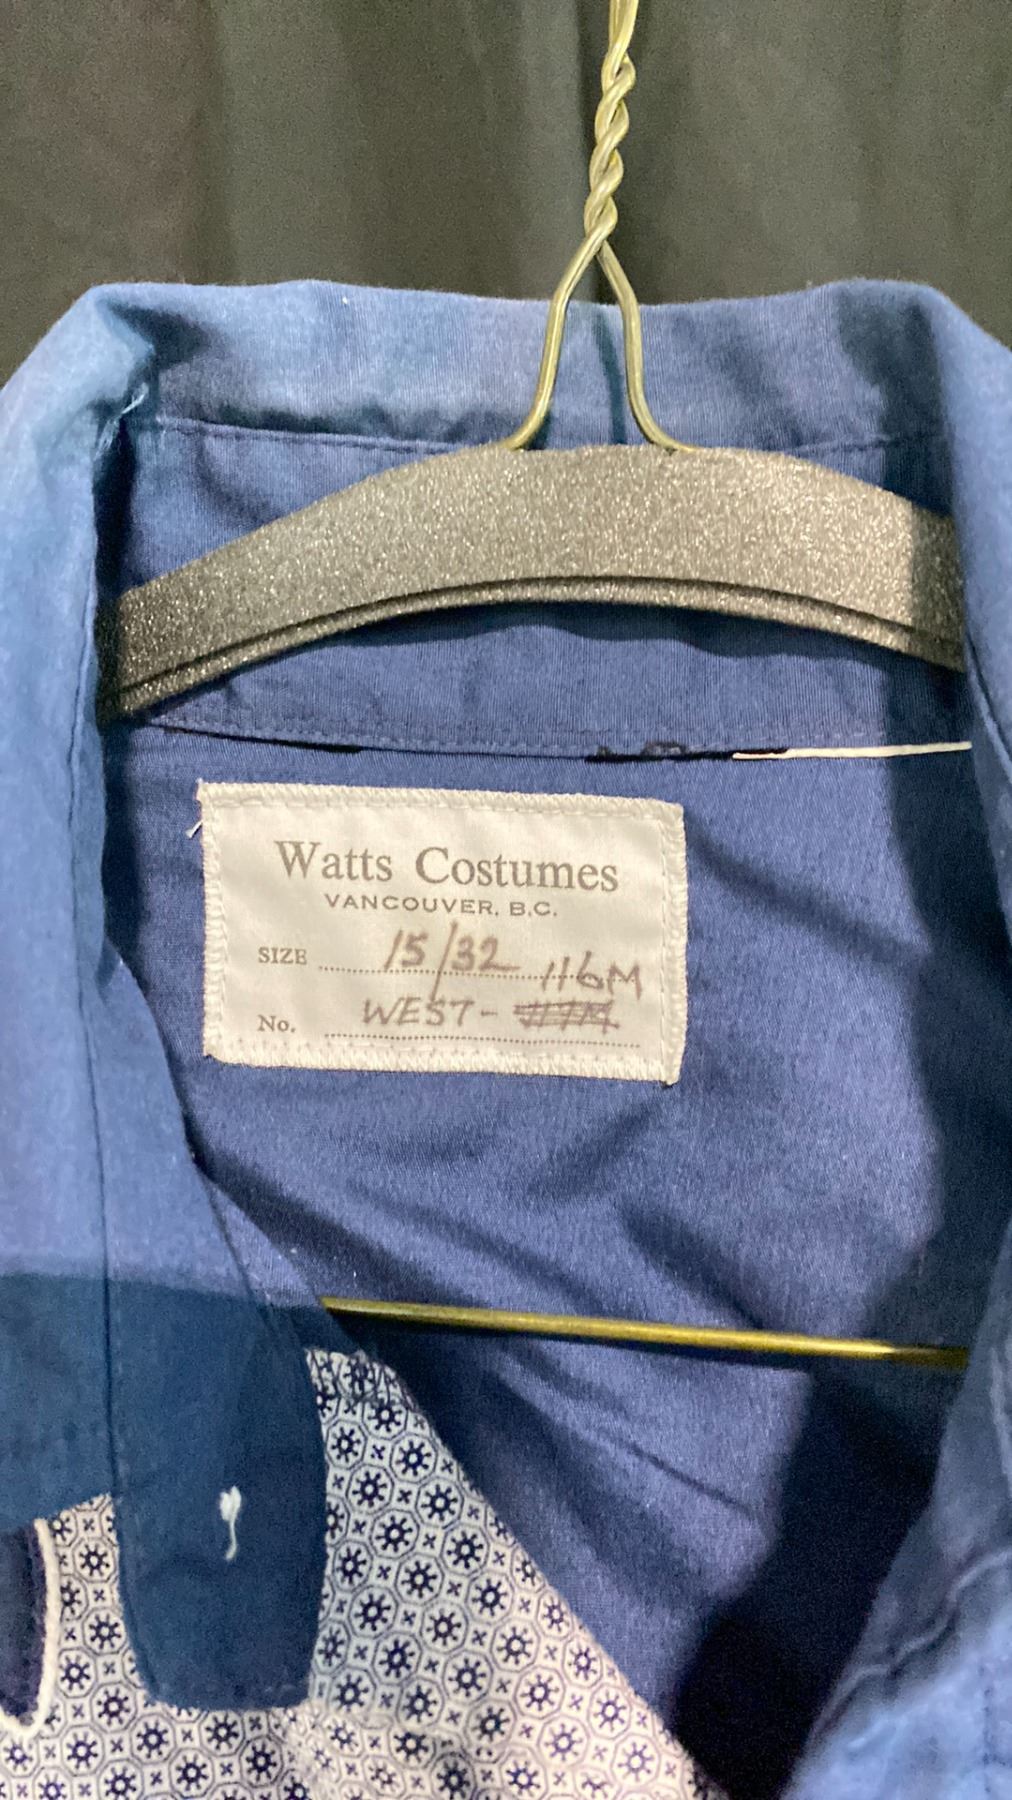 Watts Costumes
VANCOUVER, B.C.
SIZE 15/32
116M
No. WEST-